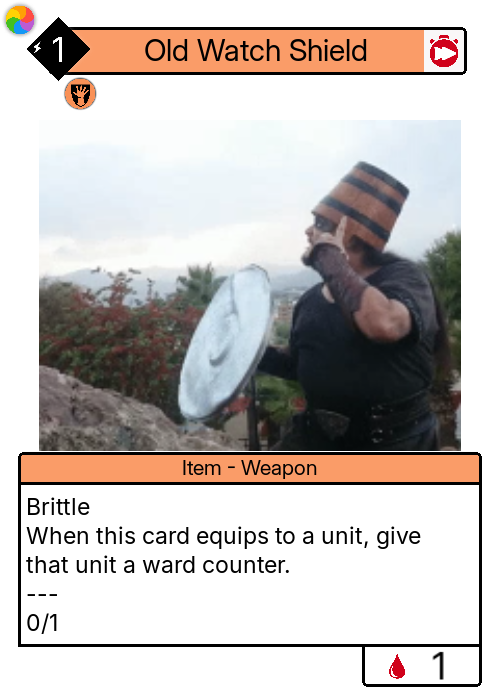 1
Old Watch Shield
Item - Weapon
Brittle
When this card equips to a unit, give
that unit a ward counter.
---
0/1
1